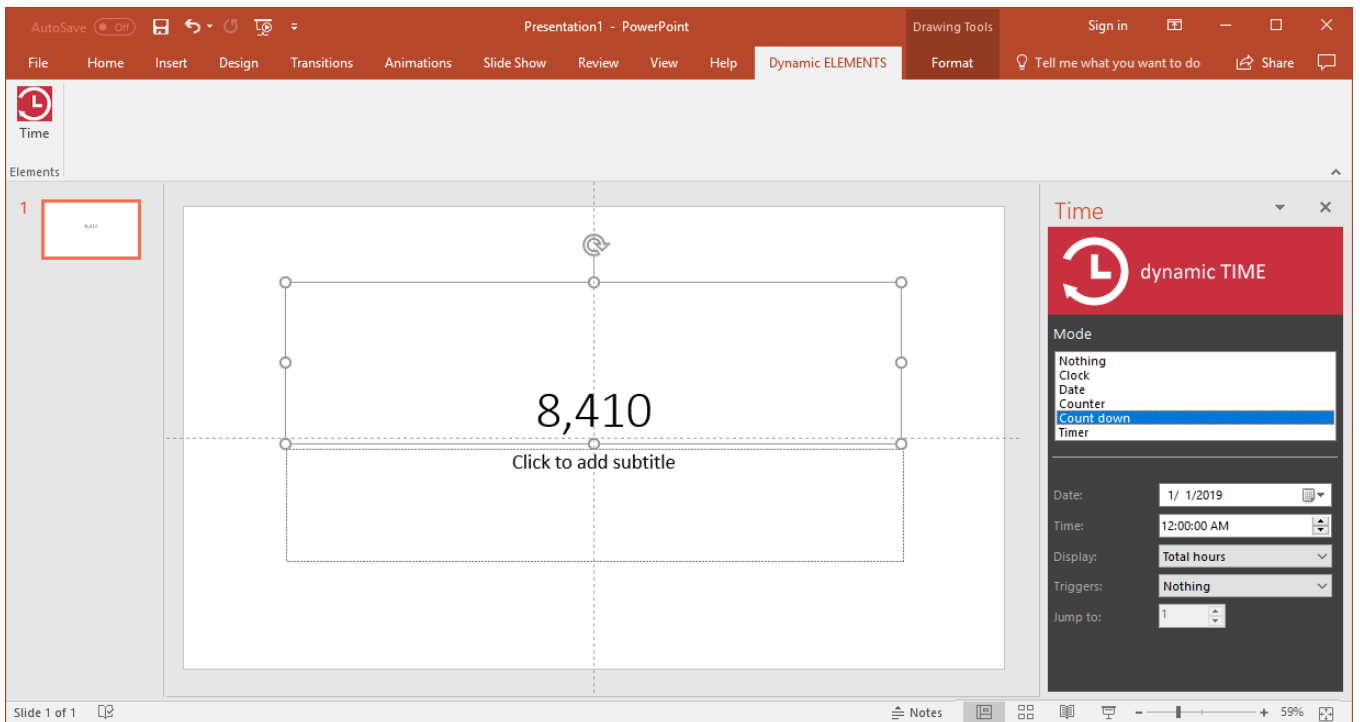 AutoSave Off Presentation1 - PowerPoint Drawing Tools Sign in
File Home Insert Design Transitions Animations Slide Show Review View Help Dynamic ELEMENTS Format Tell me what you want to do Share
Time
Elements
1
8,410
8,410
Click to add subtitle
Time
dynamic TIME
Mode
Nothing
Clock
Date
Counter
Count down
Timer
Date: 1/ 1/2019
Time: 12:00:00 AM
Display: Total hours
Triggers: Nothing
Jump to: 1
Slide 1 of 1 Notes 59%